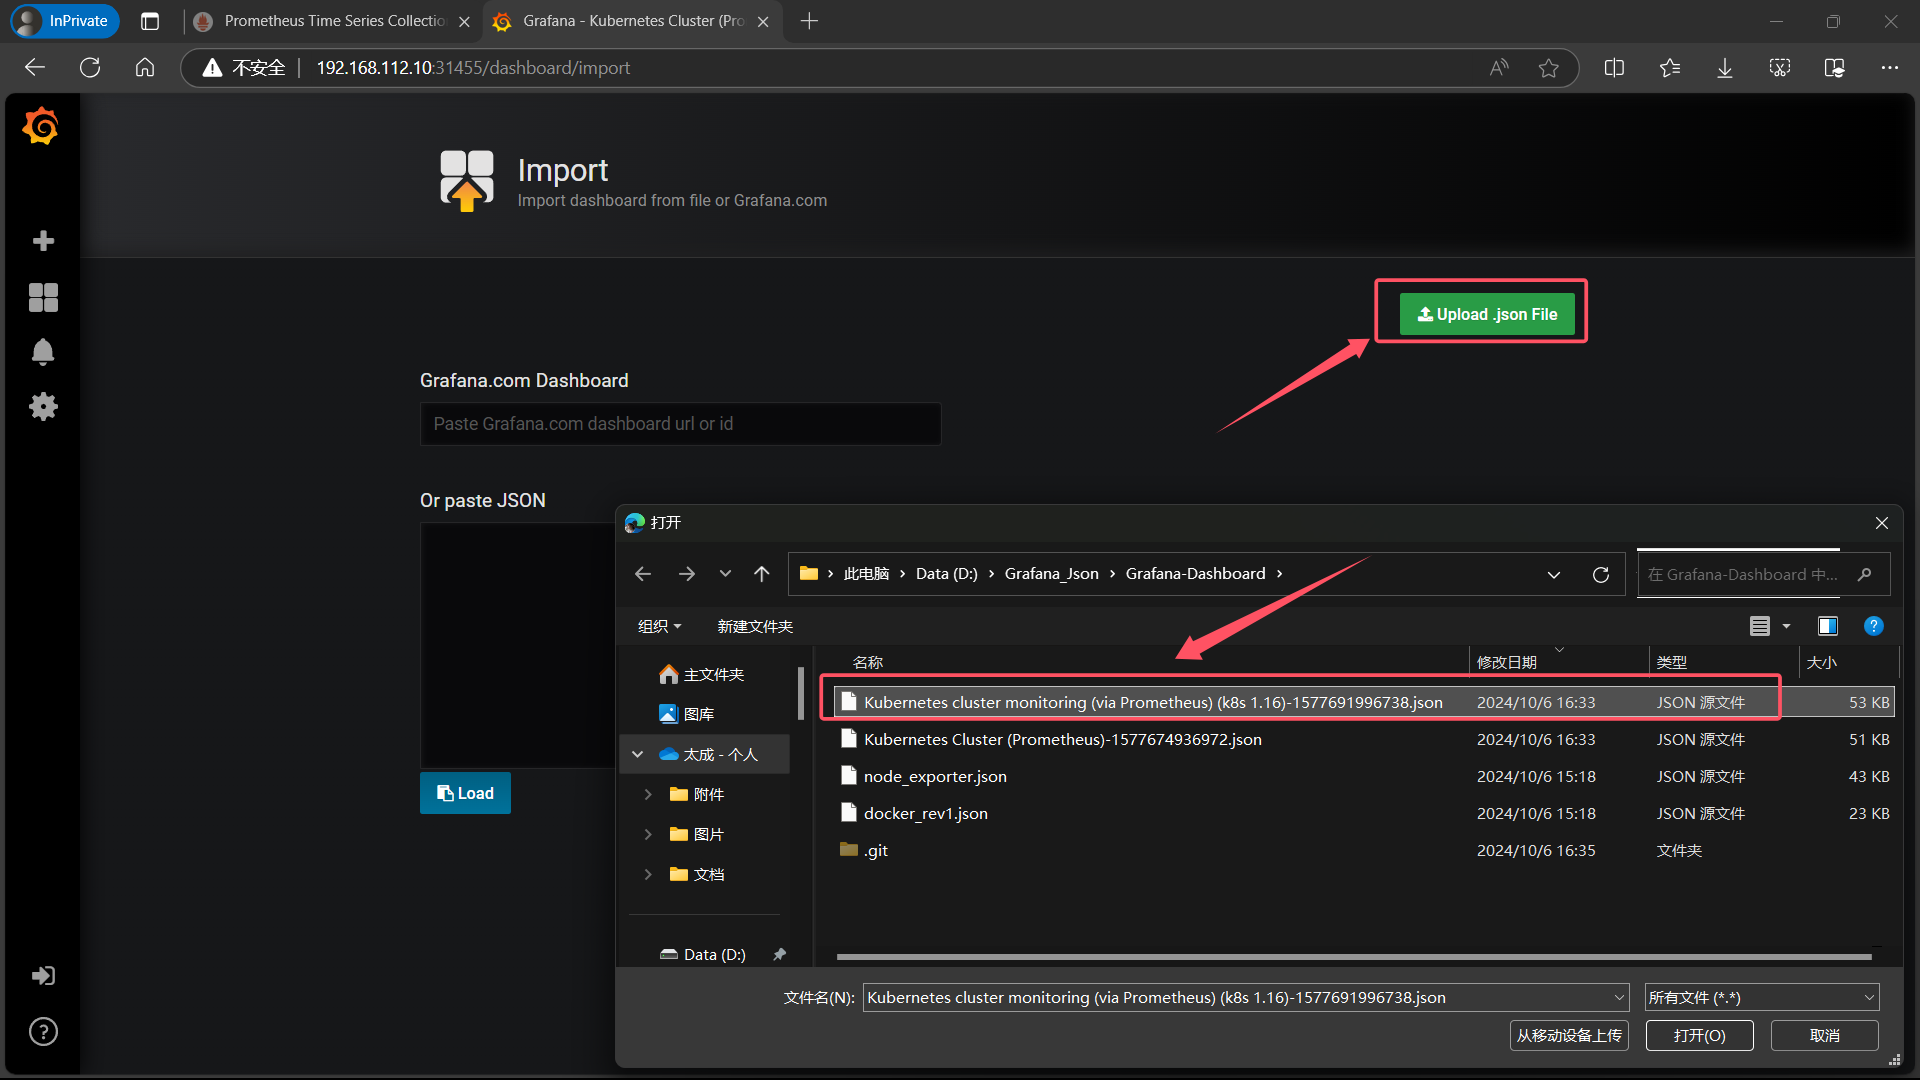 InPrivate
Prometheus Time Series Collectio
Grafana - Kubernetes Cluster (Pro
不安全
192.168.112.10:31455/dashboard/import
Import
Import dashboard from file or Grafana.com
Upload .json File
Grafana.com Dashboard
Paste Grafana.com dashboard url or id
Or paste JSON
Load
打开
此电脑 › Data (D:) › Grafana_Json › Grafana-Dashboard ›
在 Grafana-Dashboard 中...
组织
新建文件夹
主文件夹
图库
太成 - 个人
附件
图片
文档
Data (D:)
名称 修改日期 类型 大小
Kubernetes cluster monitoring (via Prometheus) (k8s 1.16)-1577691996738.json 2024/10/6 16:33 JSON 源文件 53 KB
Kubernetes Cluster (Prometheus)-1577674936972.json 2024/10/6 16:33 JSON 源文件 51 KB
node_exporter.json 2024/10/6 15:18 JSON 源文件 43 KB
docker_rev1.json 2024/10/6 15:18 JSON 源文件 23 KB
.git 2024/10/6 16:35 文件夹
文件名(N): Kubernetes cluster monitoring (via Prometheus) (k8s 1.16)-1577691996738.json
所有文件 (*.*)
从移动设备上传
打开(O)
取消